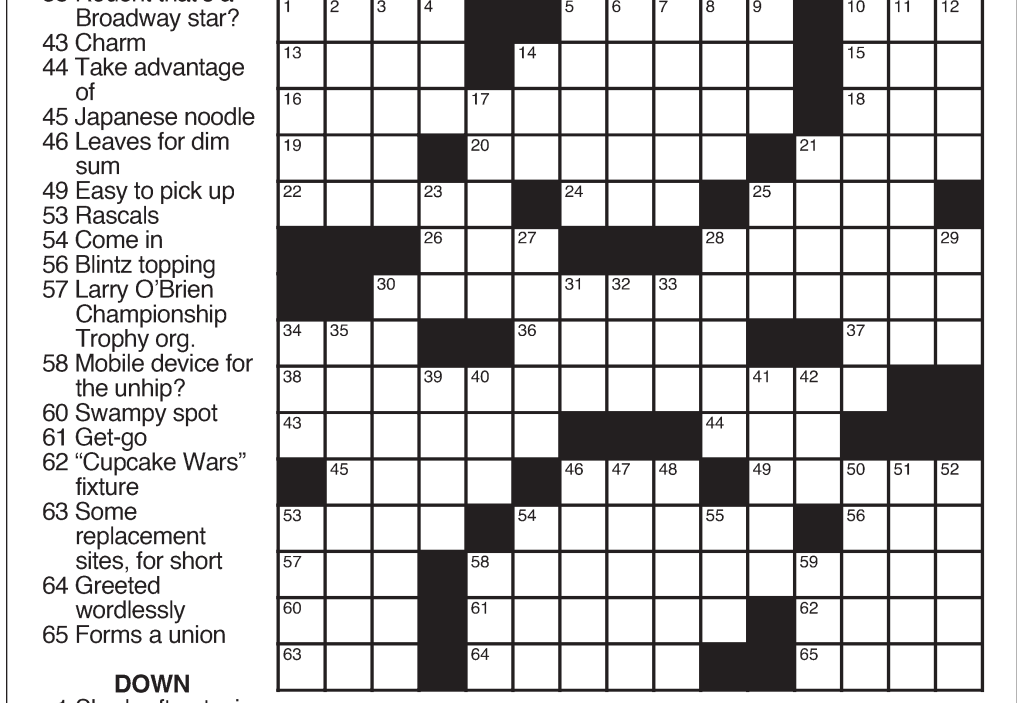 Broadway star?
43 Charm
44 Take advantage
of
45 Japanese noodle
46 Leaves for dim
sum
49 Easy to pick up
53 Rascals
54 Come in
56 Blintz topping
57 Larry O’Brien
Championship
Trophy org.
58 Mobile device for
the unhip?
60 Swampy spot
61 Get-go
62 “Cupcake Wars”
fixture
63 Some
replacement
sites, for short
64 Greeted
wordlessly
65 Forms a union
DOWN
1 2 3 4 5 6 7 8 9 10 11 12
13 14 15
16 17 18
19 20 21
22 23 24 25
26 27 28 29
30 31 32 33
34 35 36 37
38 39 40 41 42
43 44
45 46 47 48 49 50 51 52
53 54 55 56
57 58 59
60 61 62
63 64 65